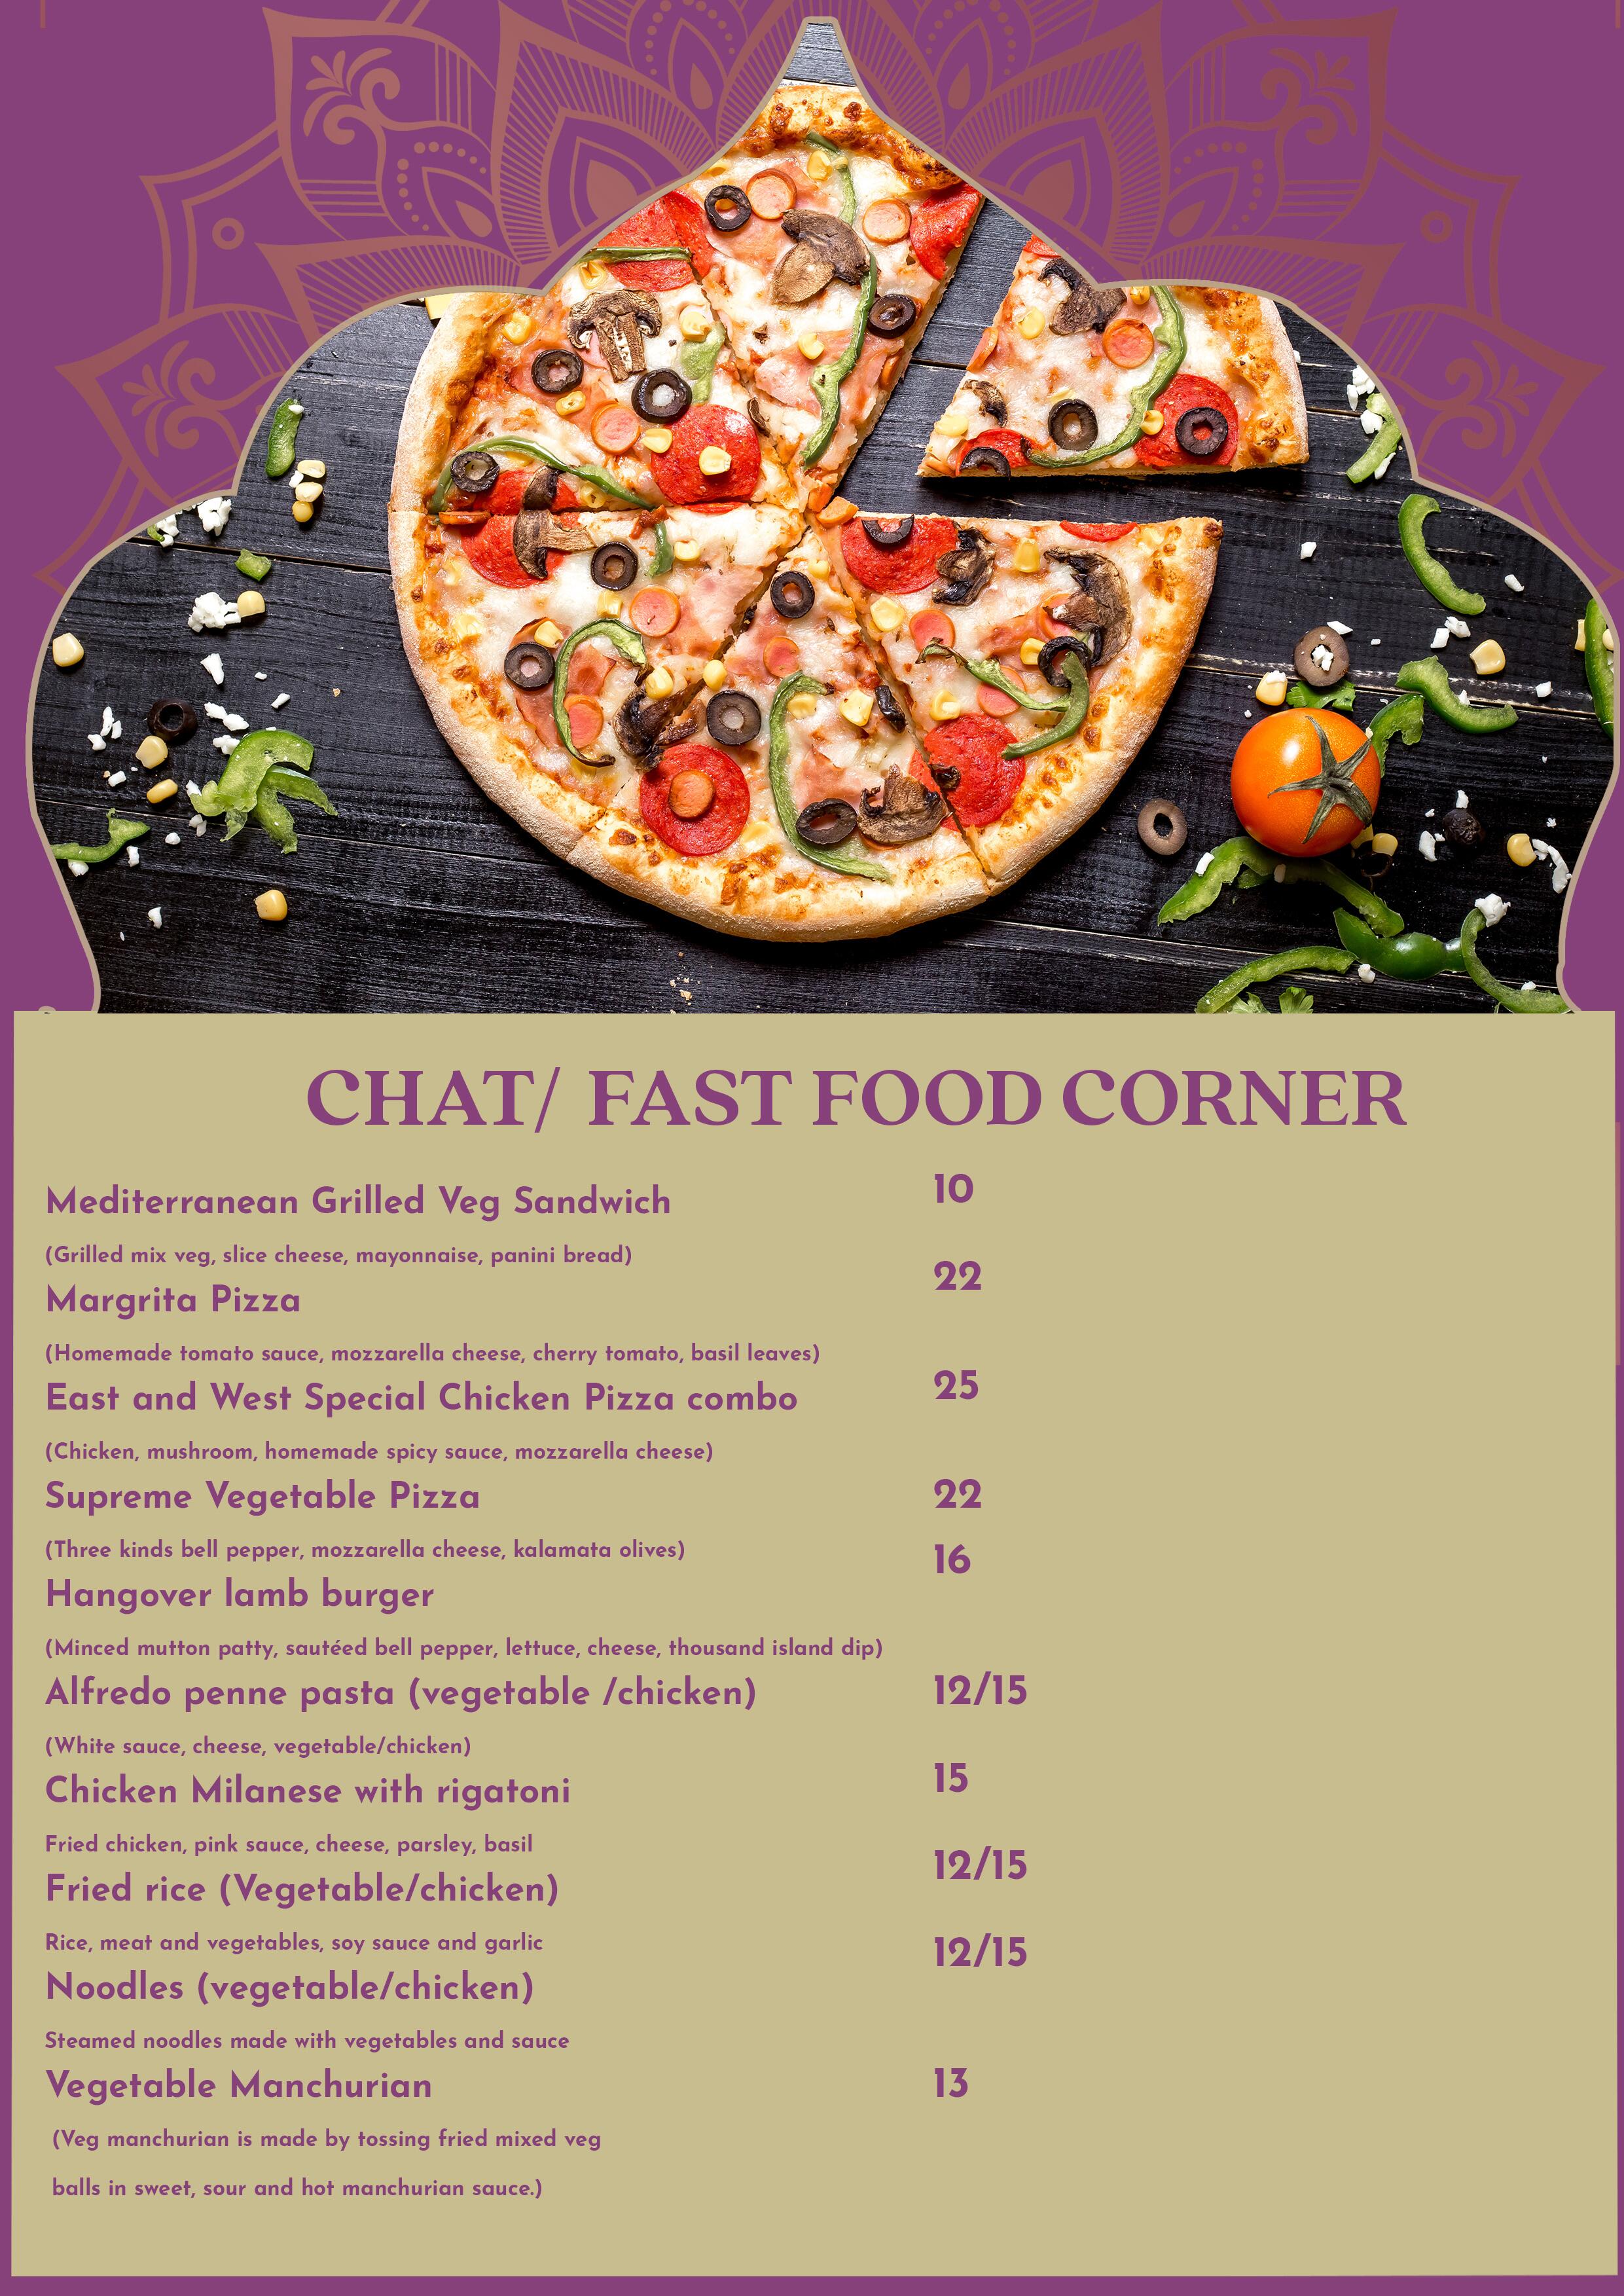 CHAT/ FAST FOOD CORNER
Mediterranean Grilled Veg Sandwich 10
(Grilled mix veg, slice cheese, mayonnaise, panini bread)
Margrita Pizza 22
(Homemade tomato sauce, mozzarella cheese, cherry tomato, basil leaves)
East and West Special Chicken Pizza combo 25
(Chicken, mushroom, homemade spicy sauce, mozzarella cheese)
Supreme Vegetable Pizza 22
(Three kinds bell pepper, mozzarella cheese, kalamata olives)
Hangover lamb burger 16
(Minced mutton patty, sautéed bell pepper, lettuce, cheese, thousand island dip)
Alfredo penne pasta (vegetable /chicken) 12/15
(White sauce, cheese, vegetable/chicken)
Chicken Milanese with rigatoni 15
Fried chicken, pink sauce, cheese, parsley, basil
Fried rice (Vegetable/chicken) 12/15
Rice, meat and vegetables, soy sauce and garlic
Noodles (vegetable/chicken) 12/15
Steamed noodles made with vegetables and sauce
Vegetable Manchurian 13
(Veg manchurian is made by tossing fried mixed veg
balls in sweet, sour and hot manchurian sauce.)